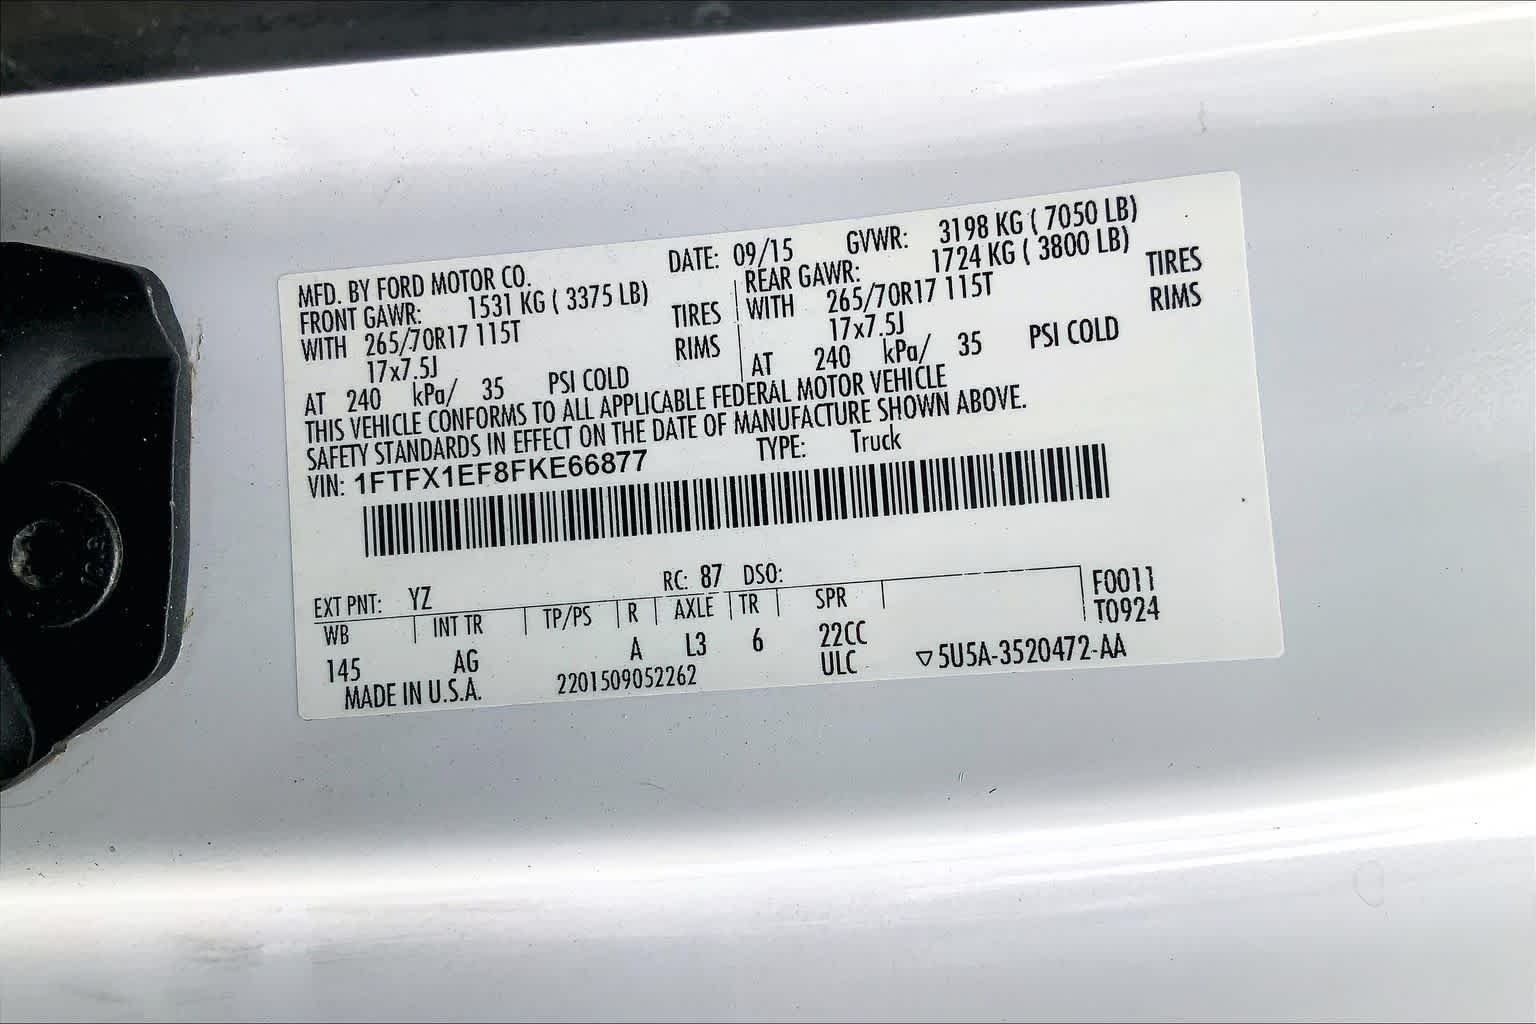 MFD. BY FORD MOTOR CO. DATE: 09/15 GVWR: 3198 KG ( 7050 LB)
FRONT GAWR: 1531 KG ( 3375 LB) REAR GAWR: 1724 KG ( 3800 LB)
WITH 265/70R17 115T TIRES WITH 265/70R17 115T TIRES
17x7.5J RIMS 17x7.5J RIMS
AT 240 kPa/ 35 PSI COLD AT 240 kPa/ 35 PSI COLD
THIS VEHICLE CONFORMS TO ALL APPLICABLE FEDERAL MOTOR VEHICLE
SAFETY STANDARDS IN EFFECT ON THE DATE OF MANUFACTURE SHOWN ABOVE.
VIN: 1FTFX1EF8FKE66877 TYPE: Truck
EXT PNT: YZ RC: 87 DSO: F0011
WB INT TR TP/PS R AXLE TR SPR T0924
145 AG A L3 6 22CC
ULC ▽5U5A-3520472-AA
MADE IN U.S.A. 2201509052262